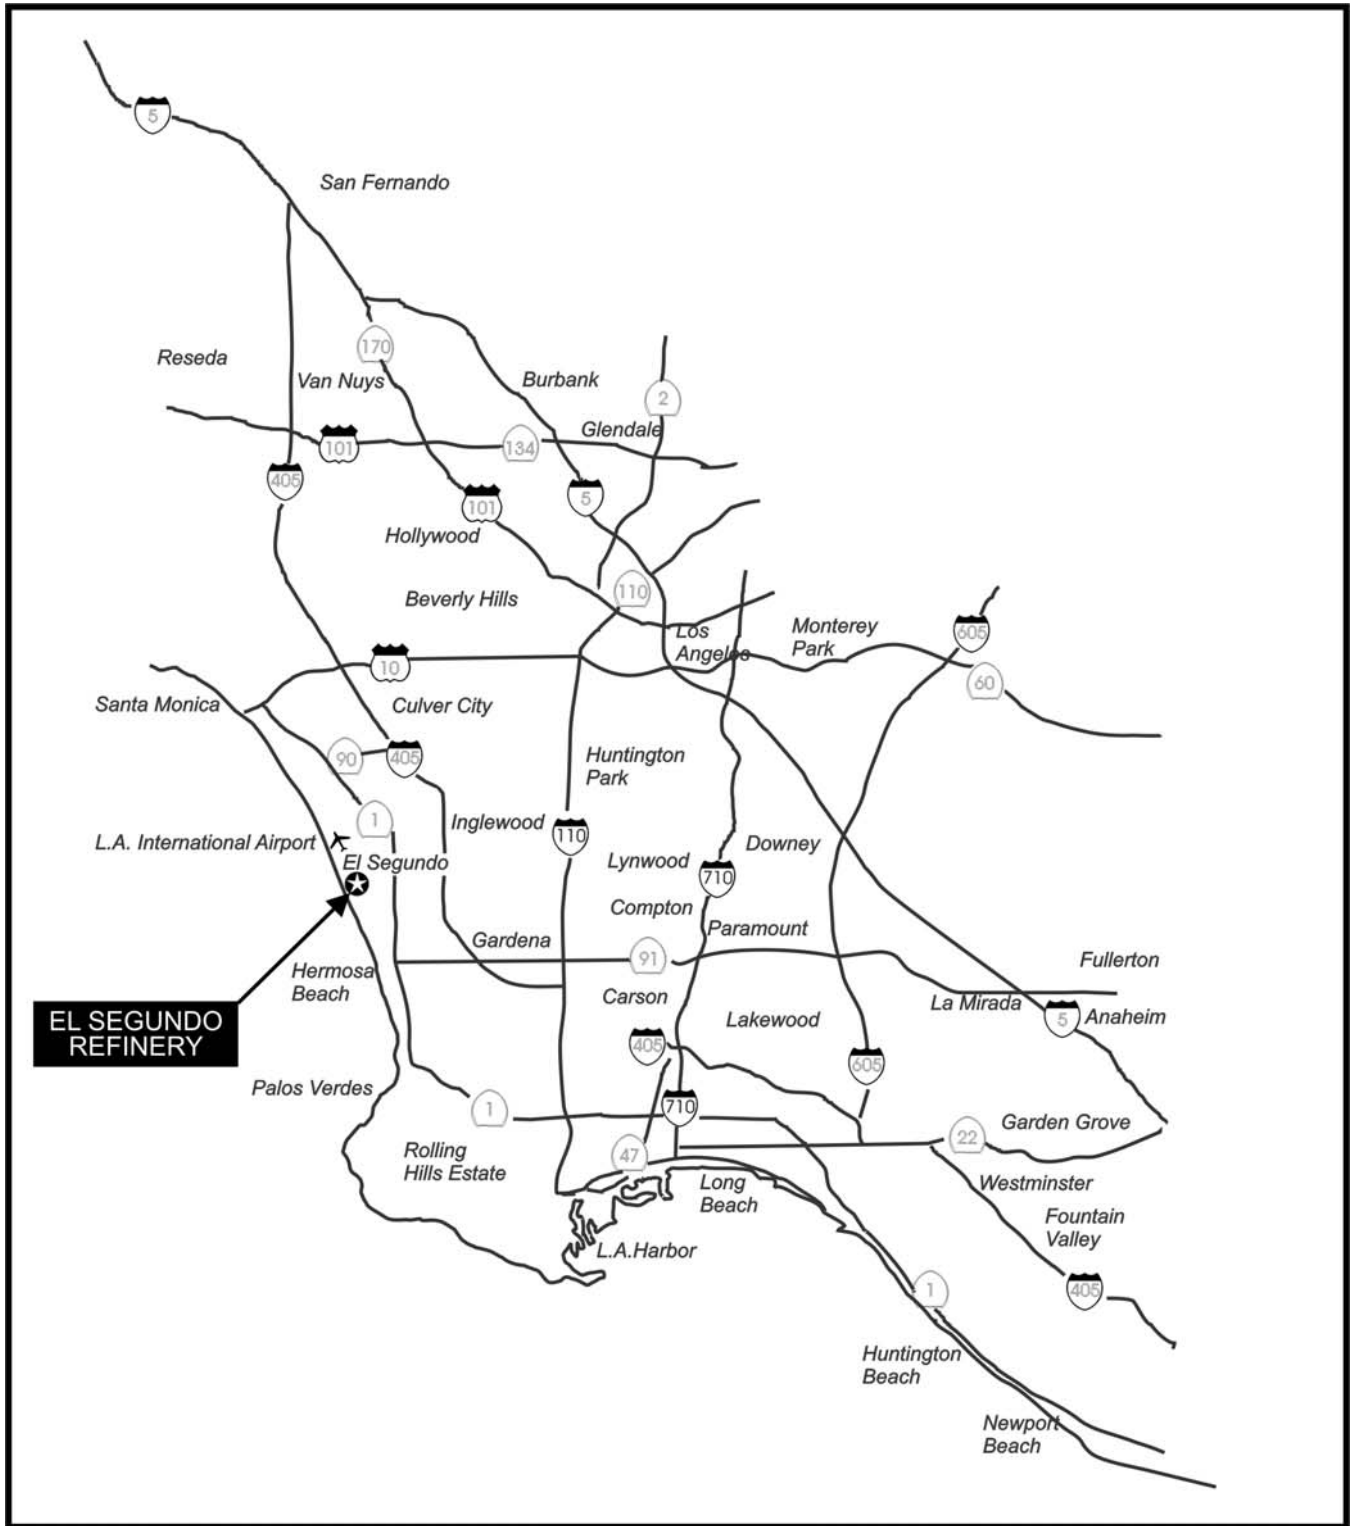 5
San Fernando
170
Reseda
Van Nuys
Burbank
2
Glendale
101
134
405
101
5
Hollywood
110
Beverly Hills
Los
Angeles
Monterey
Park
605
10
60
Santa Monica
Culver City
90
405
Huntington
Park
1
Inglewood
110
L.A. International Airport
El Segundo
Lynwood
710
Downey
Compton
Paramount
Gardena
91
Fullerton
Hermosa
Beach
Carson
La Mirada
EL SEGUNDO
REFINERY
Lakewood
5
Anaheim
405
605
Palos Verdes
1
710
Garden Grove
22
Rolling
Hills Estate
47
Long
Beach
Westminster
Fountain
Valley
L.A.Harbor
1
405
Huntington
Beach
Newport
Beach